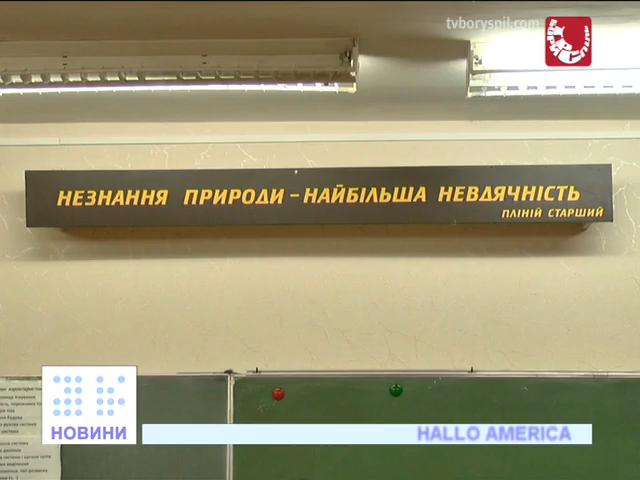 tvboryspil.com
НЕЗНАННЯ ПРИРОДИ – НАЙБІЛЬША НЕВДЯЧНІСТЬ
ПЛІНІЙ СТАРШИЙ
НОВИНИ
HALLO AMERICA